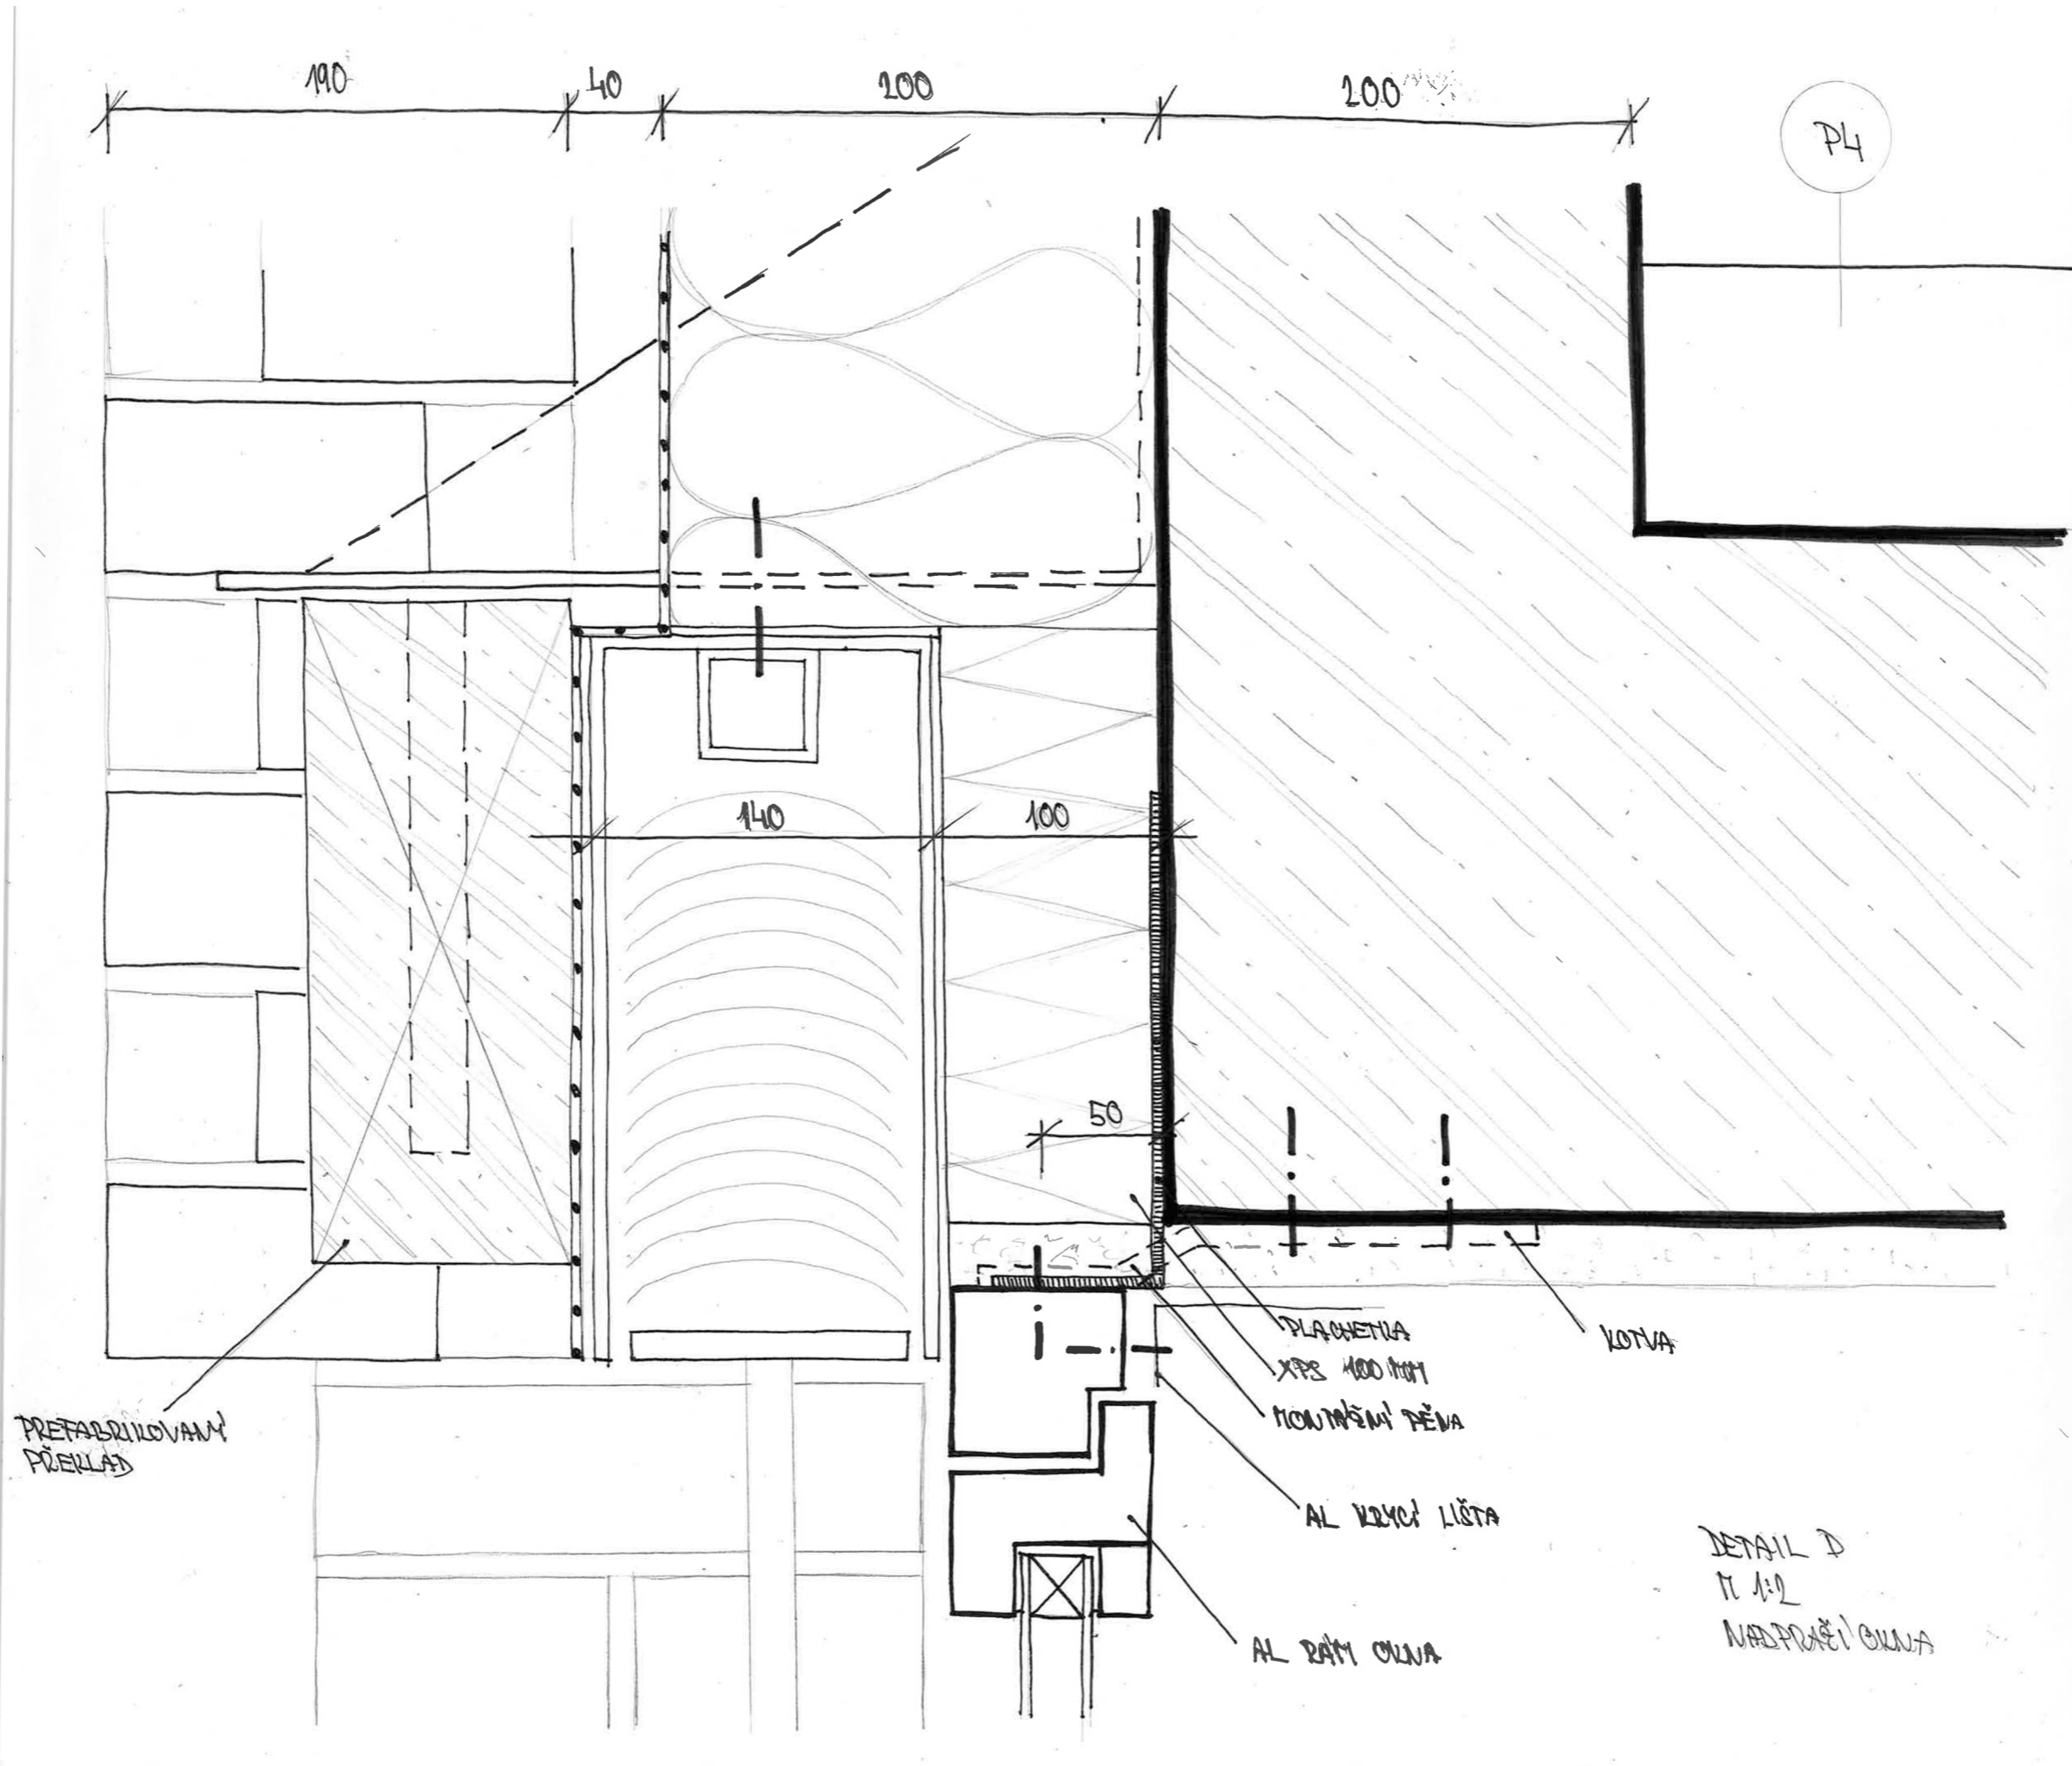 190
40
200
200
P4
140
100
50
PLACHETKA
XPS 100 MM
MONTÁŽNÍ PĚNA
KOTVA
PREFABRIKOVANÝ
PŘEKLAD
AL KRYCÍ LIŠTA
AL RÁM OKNA
DETAIL D
M 1:2
NADPRAŽÍ OKNA